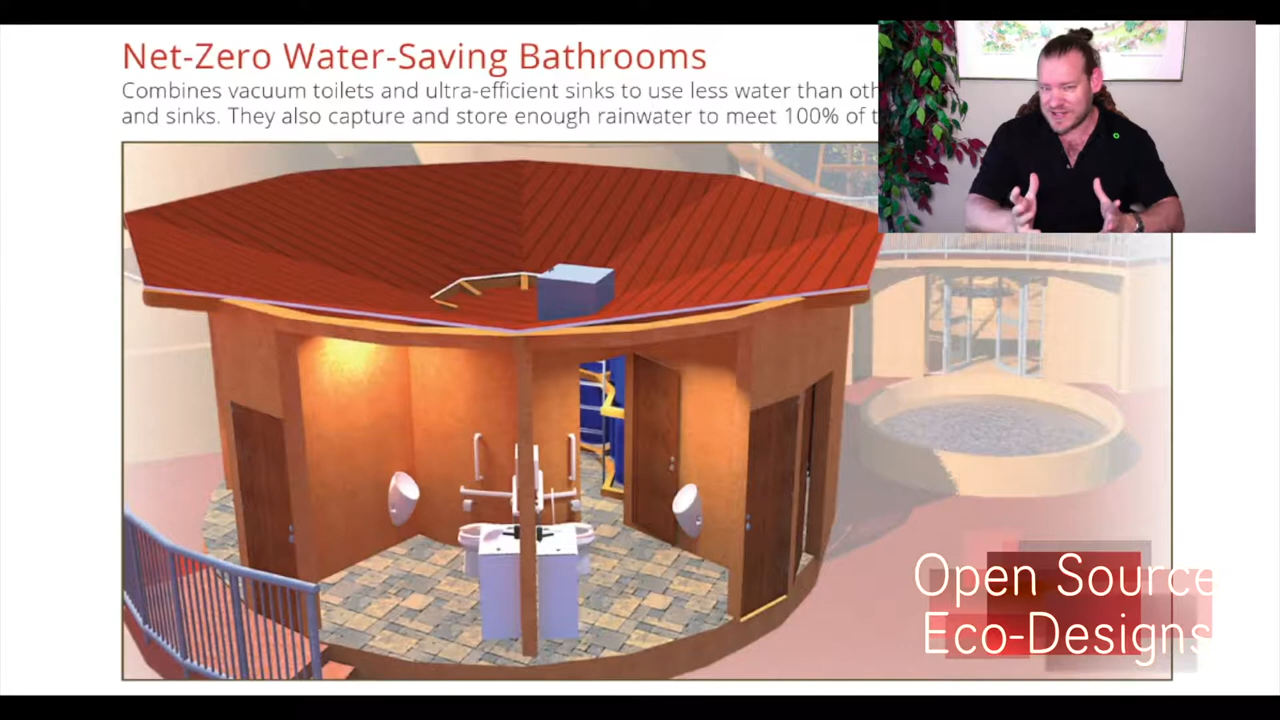 Net-Zero Water-Saving Bathrooms
Combines vacuum toilets and ultra-efficient sinks to use less water than
and sinks. They also capture and store enough rainwater to meet 100% of
Open Source
Eco-Designs